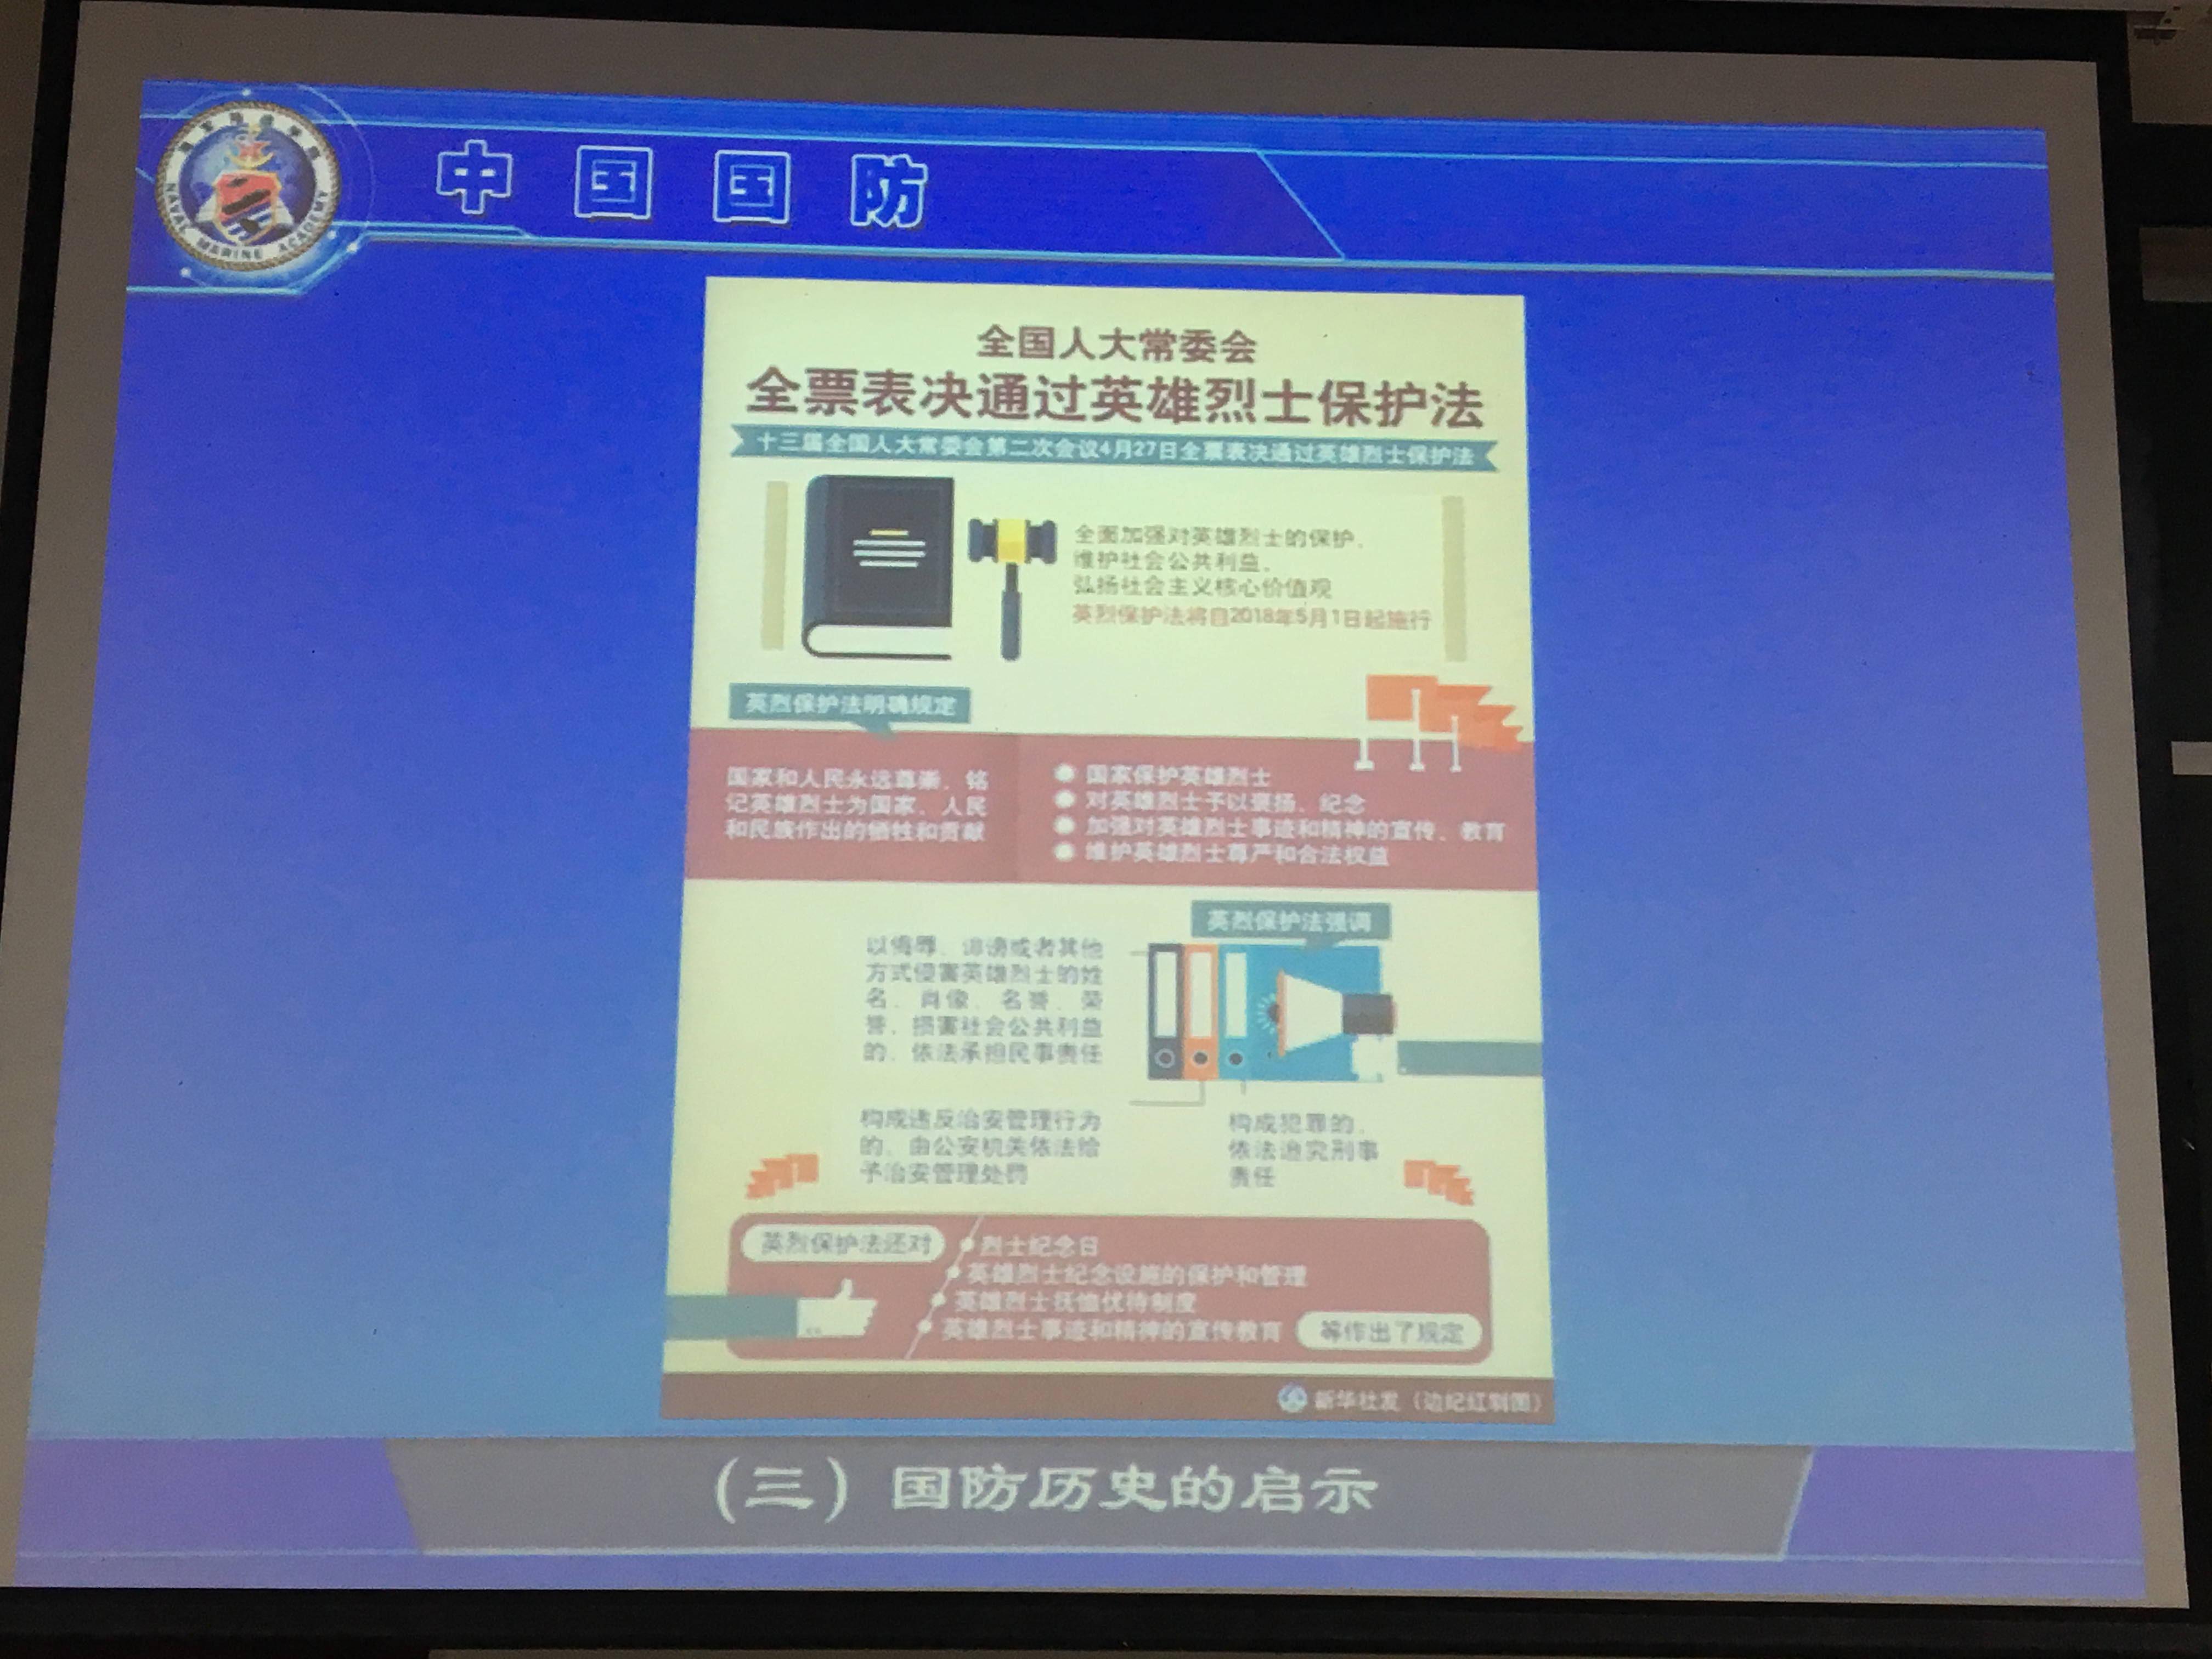 NAVAL MARINE ACADEMY
中国国防
全国人大常委会
全票表决通过英雄烈士保护法
十三届全国人大常委会第二次会议4月27日全票表决通过英雄烈士保护法
全面加强对英雄烈士的保护、
维护社会公共利益、
弘扬社会主义核心价值观
英烈保护法将自2018年5月1日起施行
英烈保护法明确规定
国家和人民永远尊崇、铭
记英雄烈士为国家、人民
和民族作出的牺牲和贡献
国家保护英雄烈士
对英雄烈士予以褒扬、纪念
加强对英雄烈士事迹和精神的宣传、教育
维护英雄烈士尊严和合法权益
英烈保护法强调
以侮辱、诽谤或者其他
方式侵害英雄烈士的姓
名、肖像、名誉、荣
誉，损害社会公共利益
的，依法承担民事责任
构成违反治安管理行为
的，由公安机关依法给
予治安管理处罚
构成犯罪的，
依法追究刑事
责任
英烈保护法还对
烈士纪念日
英雄烈士纪念设施的保护和管理
英雄烈士抚恤优待制度
英雄烈士事迹和精神的宣传教育
等作出了规定
新华社发（边纪红制图）
（三）国防历史的启示